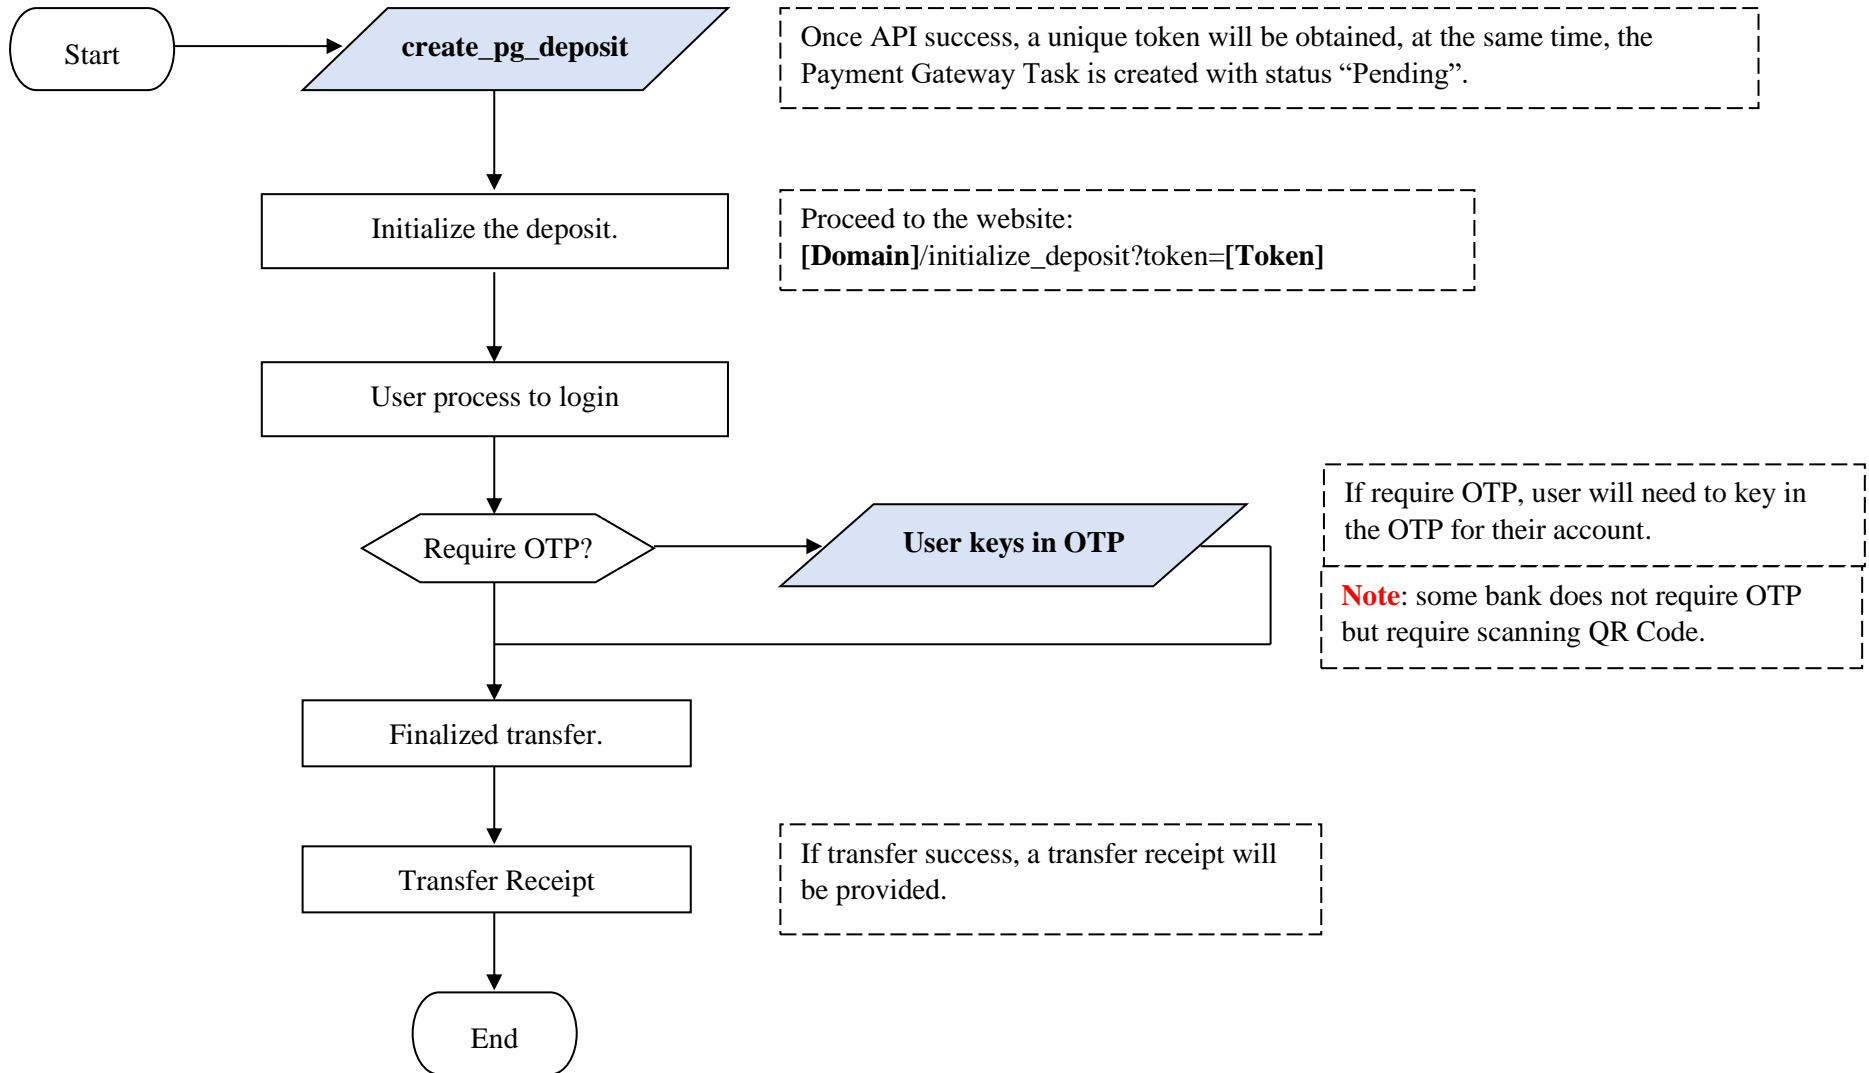 Start
create_pg_deposit
Once API success, a unique token will be obtained, at the same time, the
Payment Gateway Task is created with status “Pending”.
Initialize the deposit.
Proceed to the website:
[Domain]/initialize_deposit?token=[Token]
User process to login
Require OTP?
User keys in OTP
If require OTP, user will need to key in
the OTP for their account.
Note: some bank does not require OTP
but require scanning QR Code.
Finalized transfer.
Transfer Receipt
If transfer success, a transfer receipt will
be provided.
End